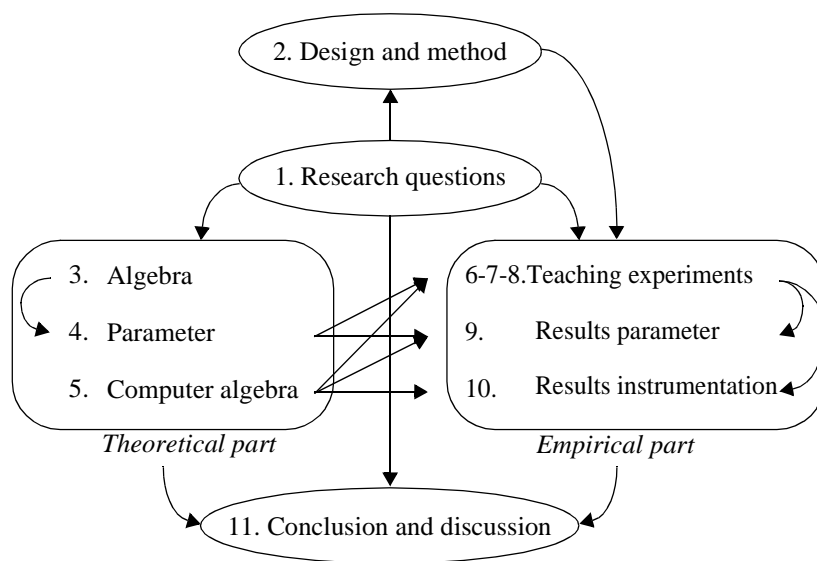 2. Design and method
1. Research questions
3. Algebra
4. Parameter
5. Computer algebra
Theoretical part
6-7-8.Teaching experiments
9. Results parameter
10. Results instrumentation
Empirical part
11. Conclusion and discussion